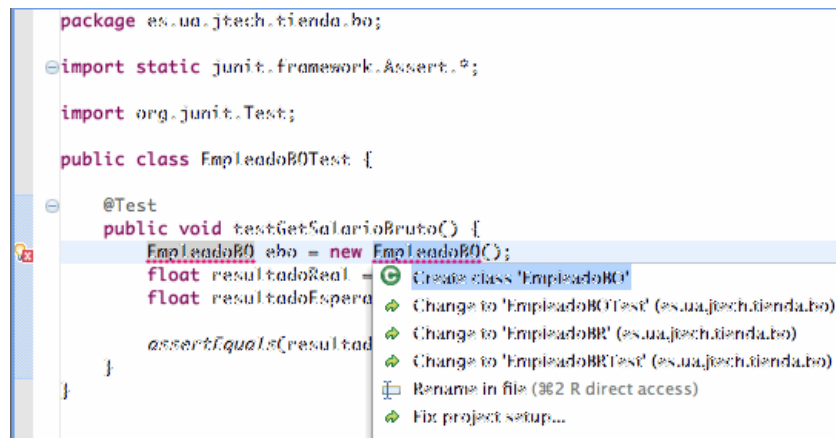 package es.ua.jtech.tienda.bo;
import static junit.framework.Assert.*;
import org.junit.Test;
public class EmpleadoBOTest {
@Test
public void testGetSalarioBruto() {
EmpleadoBO ebo = new EmpleadoBO();
float resultadoReal =
float resultadoEspera
assertEquals(resultad
}
}
Create class 'EmpleadoBO'
Change to 'EmpleadoBOTest' (es.ua.jtech.tienda.bo)
Change to 'EmpleadoBR' (es.ua.jtech.tienda.bo)
Change to 'EmpleadoBRTest' (es.ua.jtech.tienda.bo)
Rename in file (⌘2 R direct access)
Fix project setup...